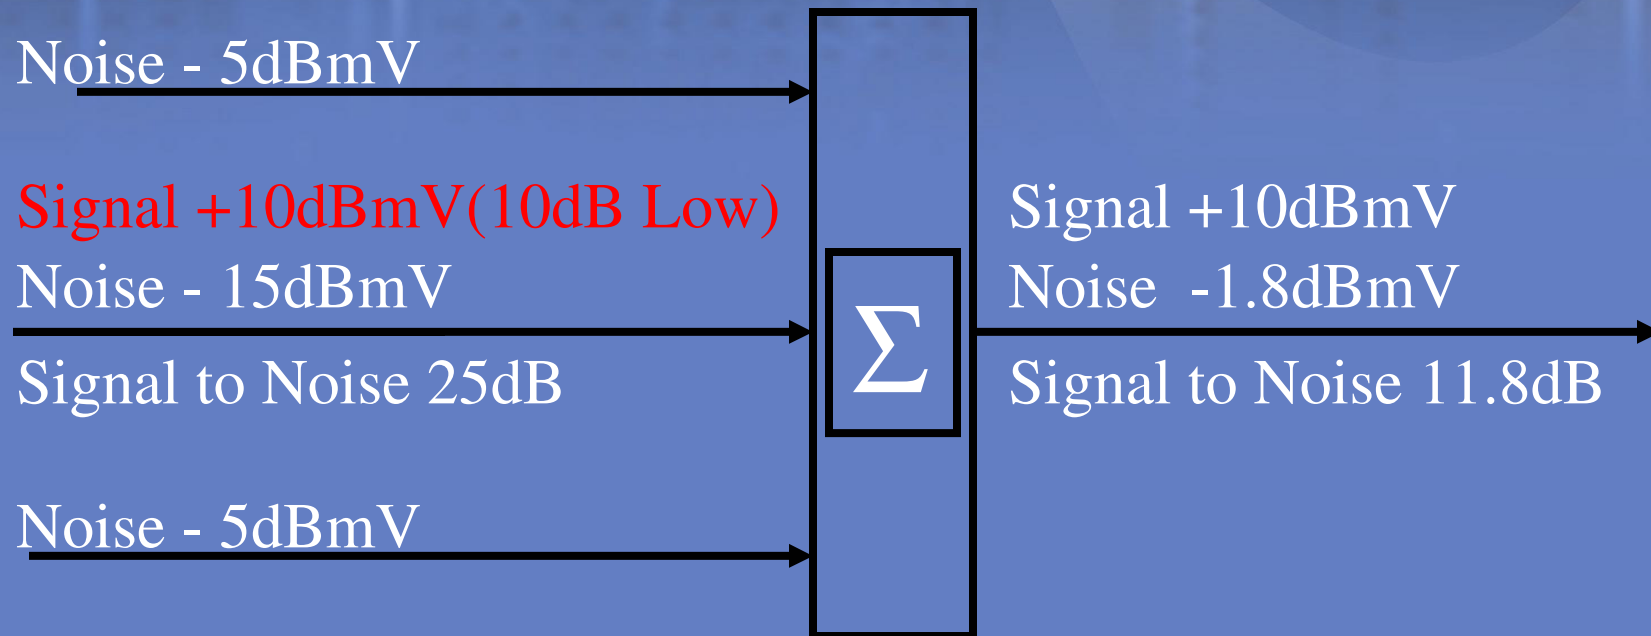 Noise - 5dBmV
Signal +10dBmV(10dB Low)
Noise - 15dBmV
Signal to Noise 25dB
Noise - 5dBmV
Σ
Signal +10dBmV
Noise -1.8dBmV
Signal to Noise 11.8dB